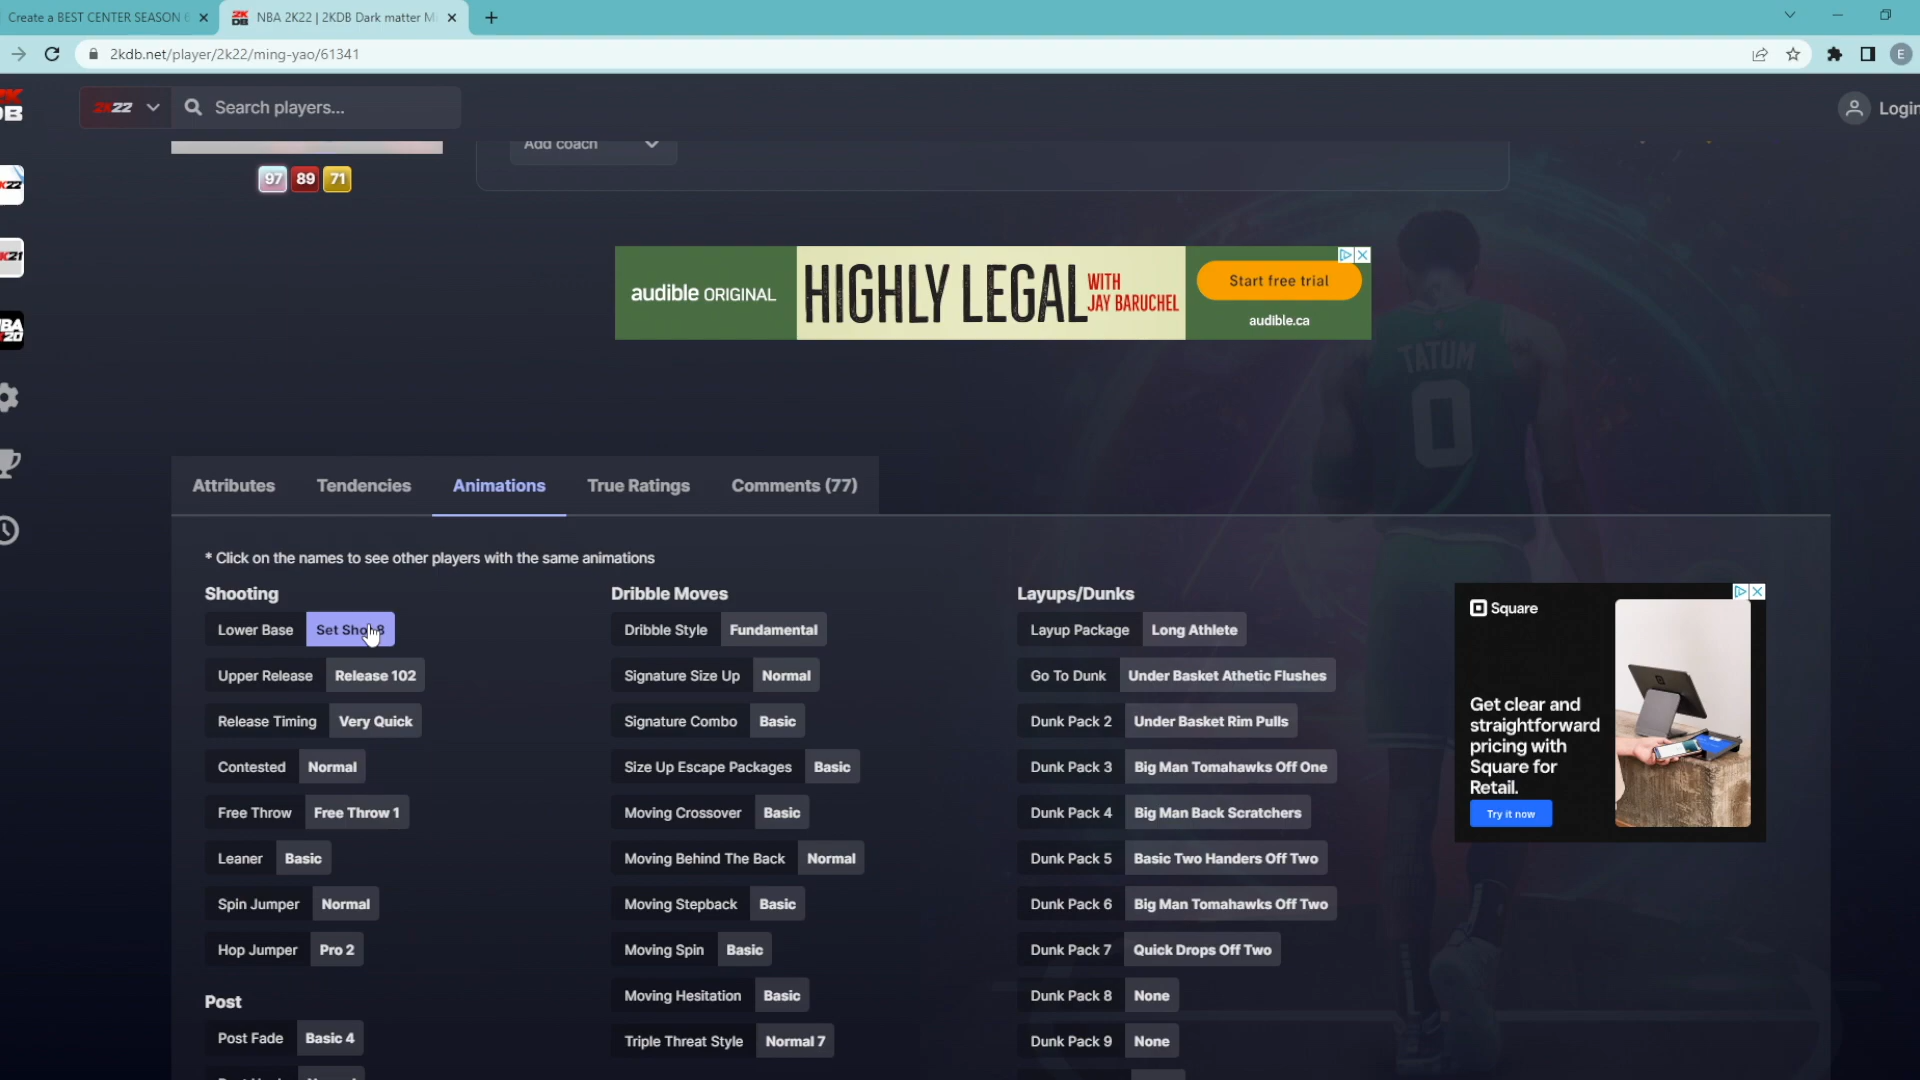 Create a BEST CENTER SEASON
NBA 2K22 | 2KDB Dark matter M
2kdb.net/player/2k22/ming-yao/61341
E
DB
2K22
Search players...
Login
Add coach
97 89 71
audible ORIGINAL
HIGHLY LEGAL
WITH
JAY BARUCHEL
Start free trial
audible.ca
TATUM
0
Attributes
Tendencies
Animations
True Ratings
Comments (77)
* Click on the names to see other players with the same animations
Shooting
Lower Base
Upper Release Release 102
Release Timing Very Quick
Contested Normal
Free Throw Free Throw 1
Leaner Basic
Spin Jumper Normal
Hop Jumper Pro 2
Post
Post Fade Basic 4
Dribble Moves
Dribble Style Fundamental
Signature Size Up Normal
Signature Combo Basic
Size Up Escape Packages Basic
Moving Crossover Basic
Moving Behind The Back Normal
Moving Stepback Basic
Moving Spin Basic
Moving Hesitation Basic
Triple Threat Style Normal 7
Layups/Dunks
Layup Package Long Athlete
Go To Dunk Under Basket Athetic Flushes
Dunk Pack 2 Under Basket Rim Pulls
Dunk Pack 3 Big Man Tomahawks Off One
Dunk Pack 4 Big Man Back Scratchers
Dunk Pack 5 Basic Two Handers Off Two
Dunk Pack 6 Big Man Tomahawks Off Two
Dunk Pack 7 Quick Drops Off Two
Dunk Pack 8 None
Dunk Pack 9 None
Square
Get clear and
straightforward
pricing with
Square for
Retail.
Try it now